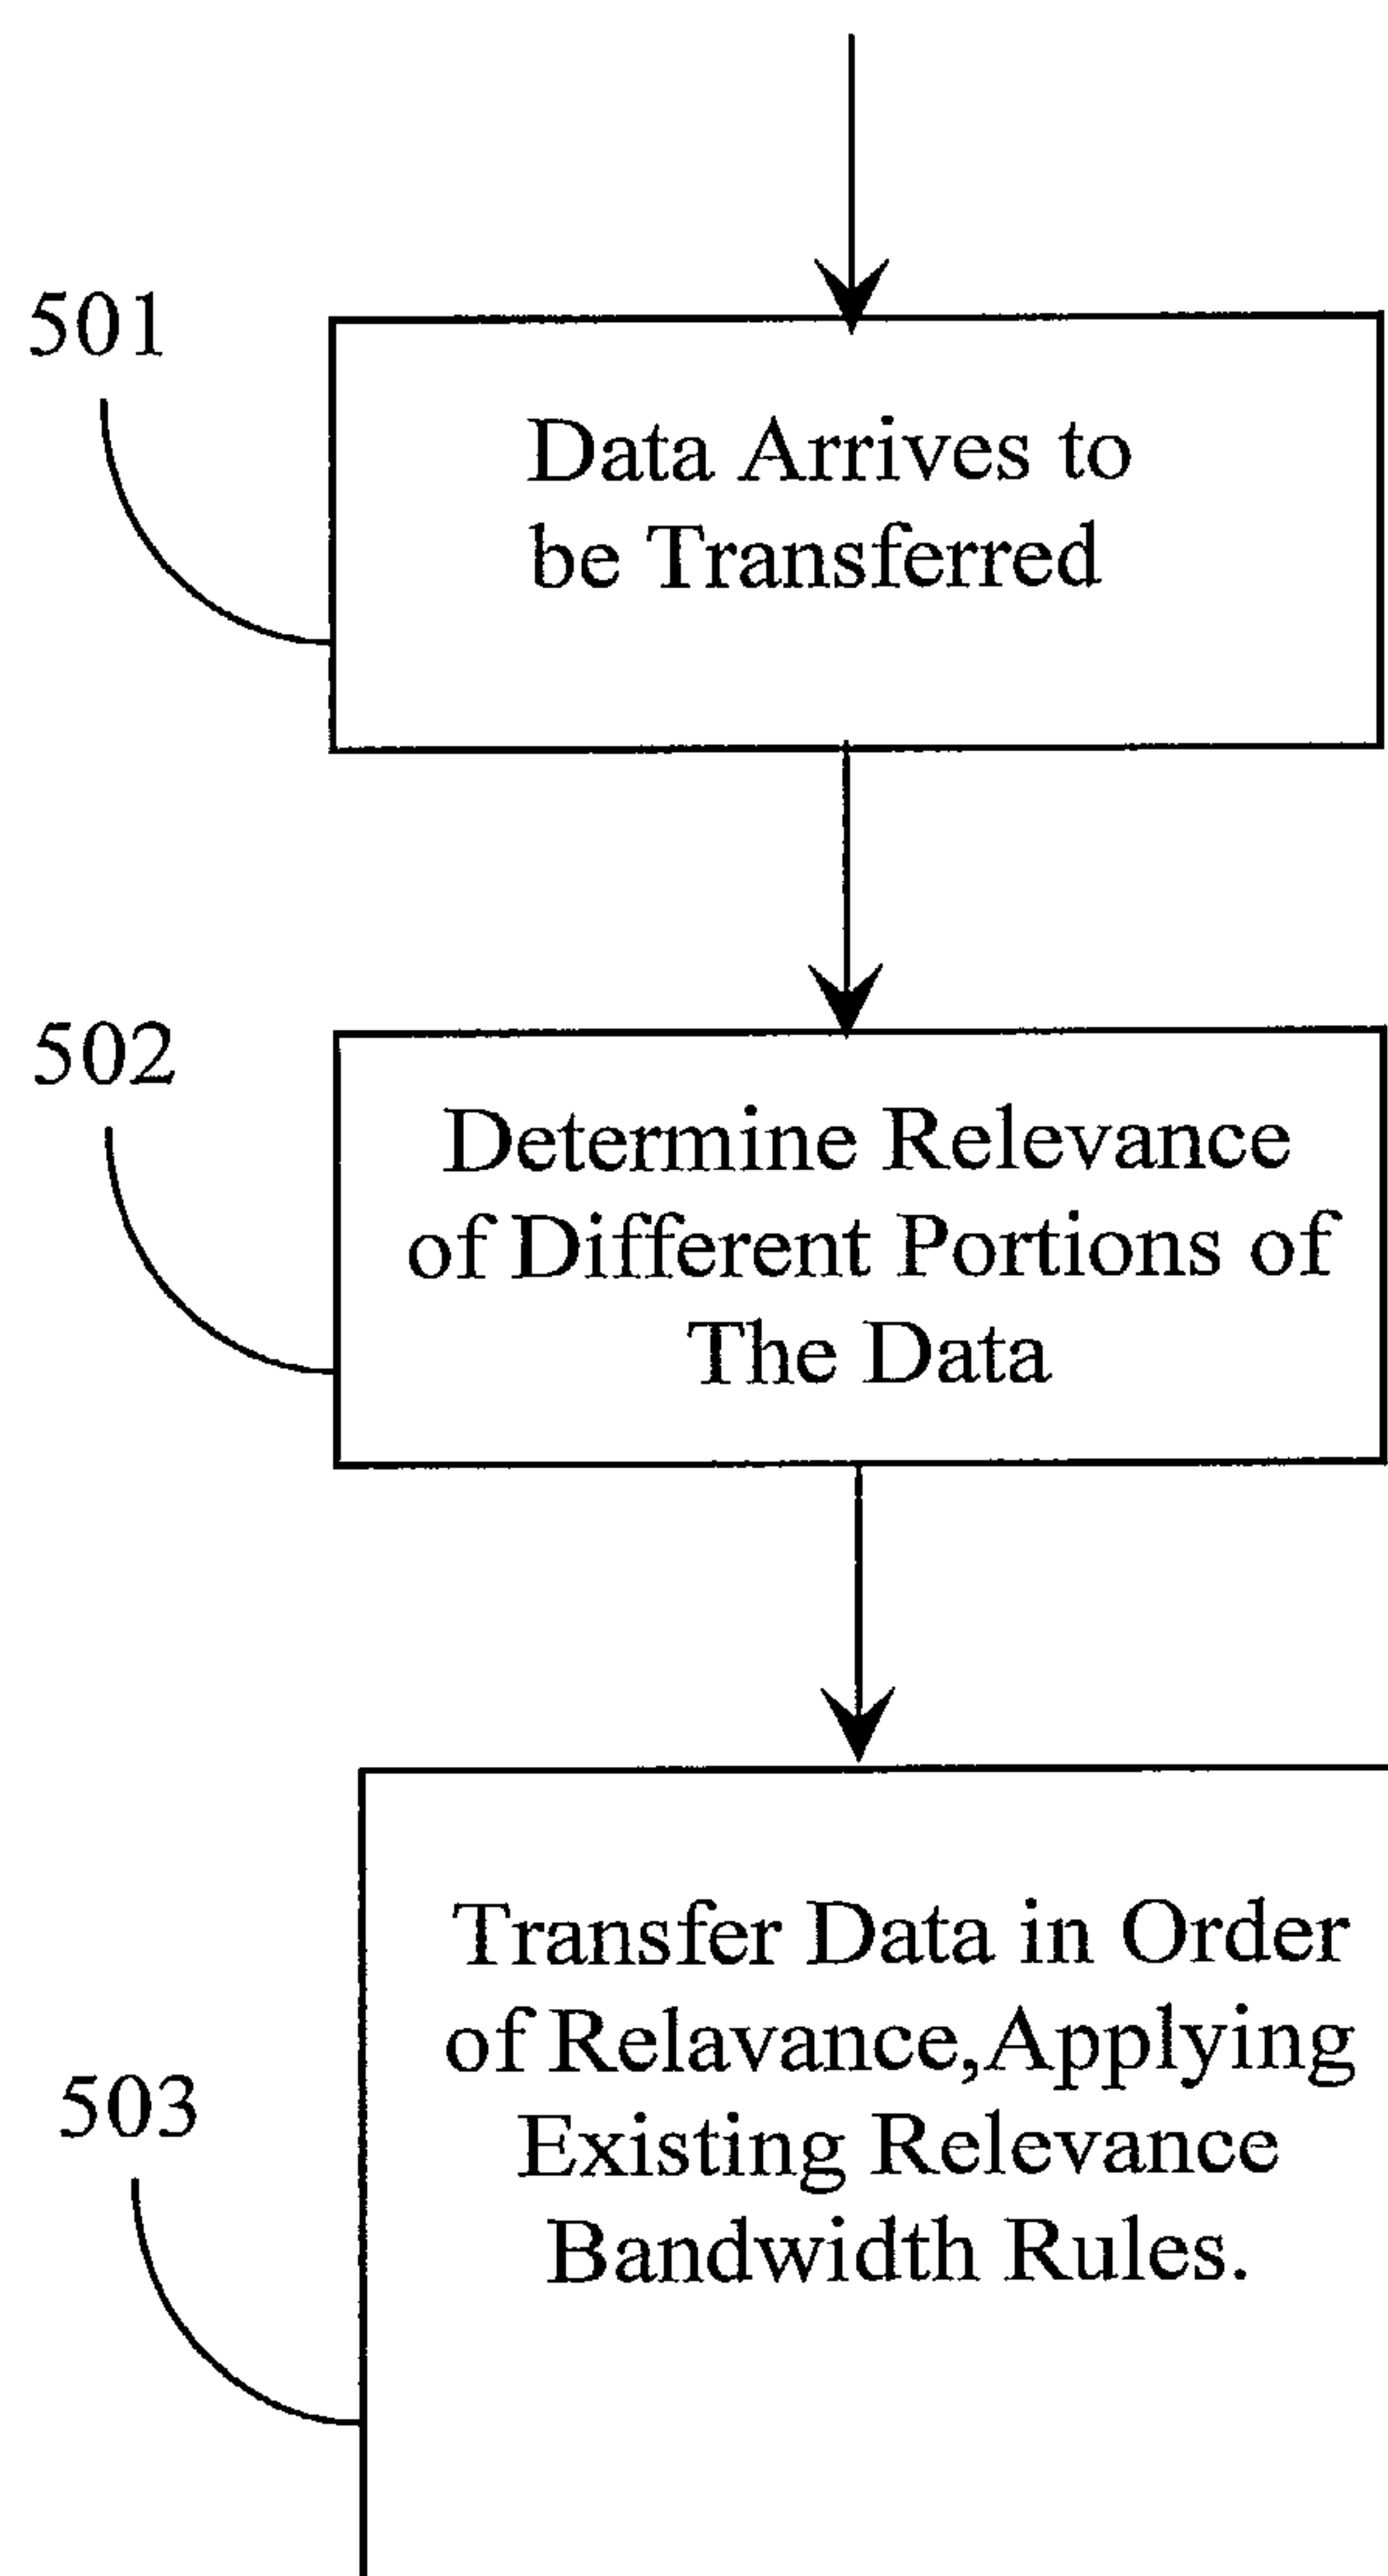 501
Data Arrives to
be Transferred
502
Determine Relevance
of Different Portions of
The Data
Transfer Data in Order
of Relavance,Applying
Existing Relevance
503
Bandwidth Rules.